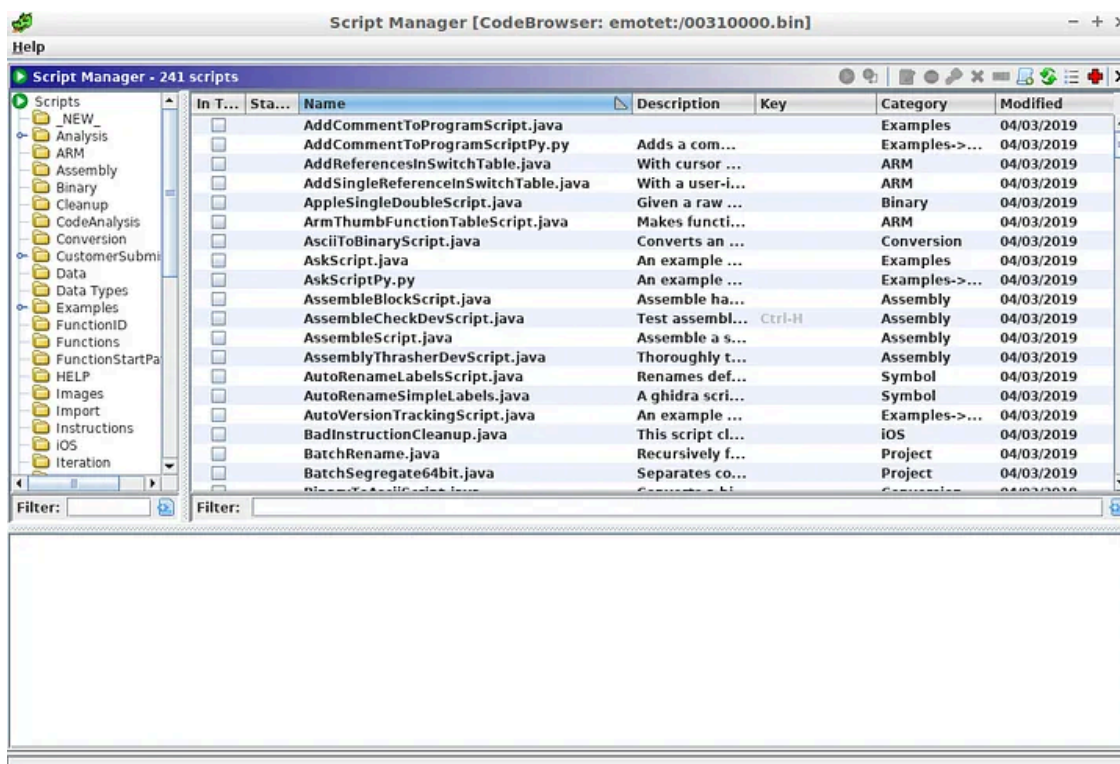 Script Manager [CodeBrowser: emotet:/00310000.bin]
Help
Script Manager - 241 scripts
Scripts
_NEW_
Analysis
ARM
Assembly
Binary
Cleanup
CodeAnalysis
Conversion
CustomerSubmi
Data
Data Types
Examples
FunctionID
Functions
FunctionStartPa
HELP
Images
Import
Instructions
iOS
Iteration
Filter:
In T... Sta... Name Description Key Category Modified
AddCommentToProgramScript.java Examples 04/03/2019
AddCommentToProgramScriptPy.py Adds a com... Examples->... 04/03/2019
AddReferencesInSwitchTable.java With cursor ... ARM 04/03/2019
AddSingleReferenceInSwitchTable.java With a user-i... ARM 04/03/2019
AppleSingleDoubleScript.java Given a raw ... Binary 04/03/2019
ArmThumbFunctionTableScript.java Makes functi... ARM 04/03/2019
AsciiToBinaryScript.java Converts an ... Conversion 04/03/2019
AskScript.java An example ... Examples 04/03/2019
AskScriptPy.py An example ... Examples->... 04/03/2019
AssembleBlockScript.java Assemble ha... Assembly 04/03/2019
AssembleCheckDevScript.java Test assembl... Ctrl-H Assembly 04/03/2019
AssembleScript.java Assemble a s... Assembly 04/03/2019
AssemblyThrasherDevScript.java Thoroughly t... Assembly 04/03/2019
AutoRenameLabelsScript.java Renames def... Symbol 04/03/2019
AutoRenameSimpleLabels.java A ghidra scri... Symbol 04/03/2019
AutoVersionTrackingScript.java An example ... Examples->... 04/03/2019
BadInstructionCleanup.java This script cl... iOS 04/03/2019
BatchRename.java Recursively f... Project 04/03/2019
BatchSegregate64bit.java Separates co... Project 04/03/2019
Filter: